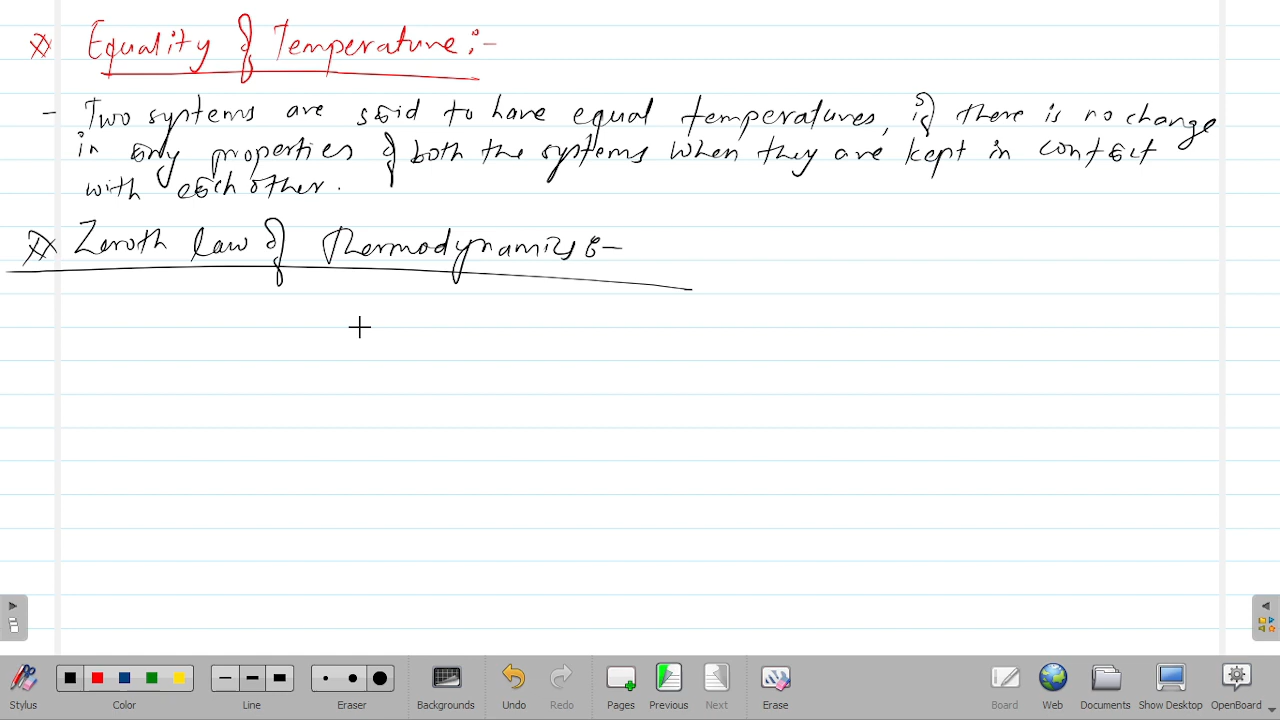 Equality of Temperature:-
- Two systems are said to have equal temperatures, if there is no change
in any properties of both the systems when they are kept in contact
with each other.
Zeroth law of Thermodynamics:-
Stylus
Color
Line
Eraser
Backgrounds
Undo
Redo
Pages
Previous
Next
Erase
Board
Web
Documents
Show Desktop
OpenBoard